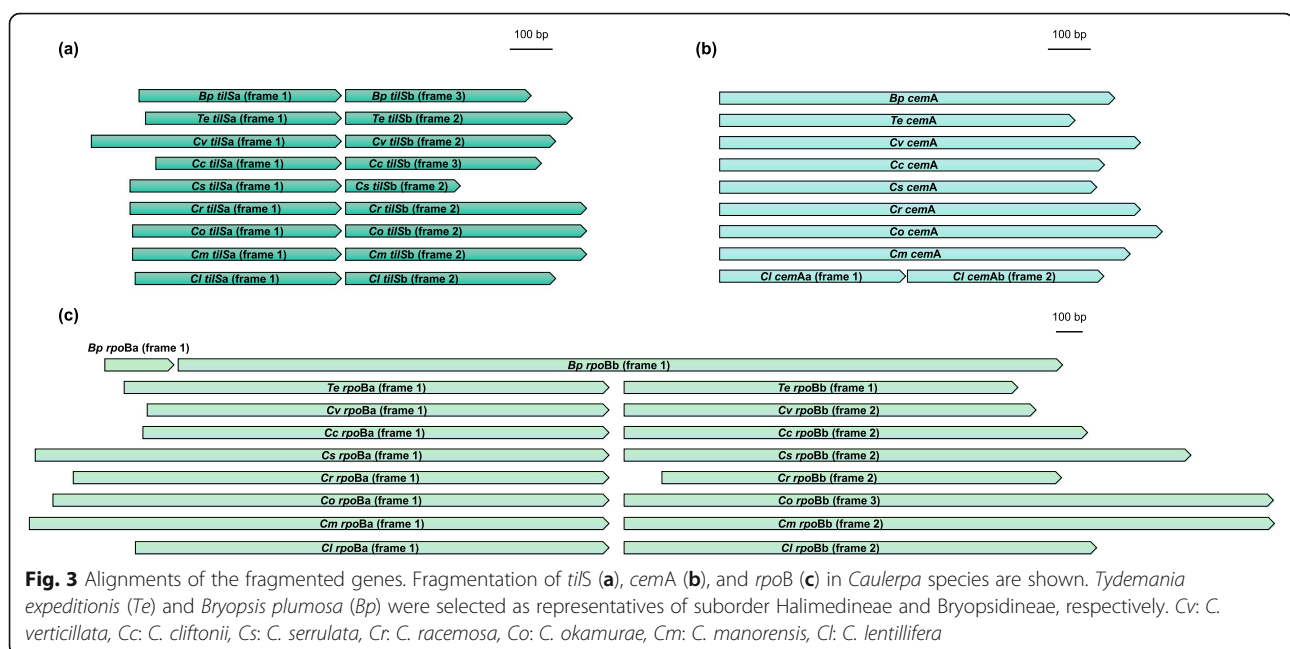 (a)
100 bp
Bp tilSa (frame 1)
Bp tilSb (frame 3)
Te tilSa (frame 1)
Te tilSb (frame 2)
Cv tilSa (frame 1)
Cv tilSb (frame 2)
Cc tilSa (frame 1)
Cc tilSb (frame 3)
Cs tilSa (frame 1)
Cs tilSb (frame 2)
Cr tilSa (frame 1)
Cr tilSb (frame 2)
Co tilSa (frame 1)
Co tilSb (frame 2)
Cm tilSa (frame 1)
Cm tilSb (frame 2)
Cl tilSa (frame 1)
Cl tilSb (frame 2)
(b)
100 bp
Bp cemA
Te cemA
Cv cemA
Cc cemA
Cs cemA
Cr cemA
Co cemA
Cm cemA
Cl cemAa (frame 1)
Cl cemAb (frame 2)
(c)
100 bp
Bp rpoBa (frame 1)
Bp rpoBb (frame 1)
Te rpoBa (frame 1)
Te rpoBb (frame 1)
Cv rpoBa (frame 1)
Cv rpoBb (frame 2)
Cc rpoBa (frame 1)
Cc rpoBb (frame 2)
Cs rpoBa (frame 1)
Cs rpoBb (frame 2)
Cr rpoBa (frame 1)
Cr rpoBb (frame 2)
Co rpoBa (frame 1)
Co rpoBb (frame 3)
Cm rpoBa (frame 1)
Cm rpoBb (frame 2)
Cl rpoBa (frame 1)
Cl rpoBb (frame 2)
Fig. 3 Alignments of the fragmented genes. Fragmentation of tilS (a), cemA (b), and rpoB (c) in Caulerpa species are shown. Tydemania
expeditionis (Te) and Bryopsis plumosa (Bp) were selected as representatives of suborder Halimedineae and Bryopsidineae, respectively. Cv: C.
verticillata, Cc: C. cliftonii, Cs: C. serrulata, Cr: C. racemosa, Co: C. okamurae, Cm: C. manorensis, Cl: C. lentillifera